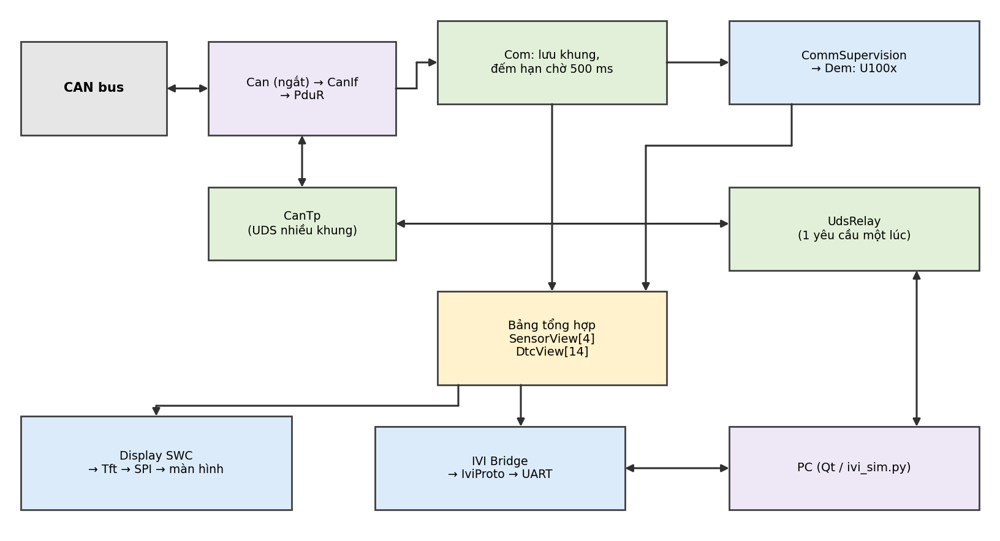 CAN bus
Can (ngắt) → CanIf
→ PduR
Com: lưu khung,
đếm hạn chờ 500 ms
CommSupervision
→ Dem: U100x
CanTp
(UDS nhiều khung)
UdsRelay
(1 yêu cầu một lúc)
Bảng tổng hợp
SensorView[4]
DtcView[14]
Display SWC
→ Tft → SPI → màn hình
IVI Bridge
→ IviProto → UART
PC (Qt / ivi_sim.py)